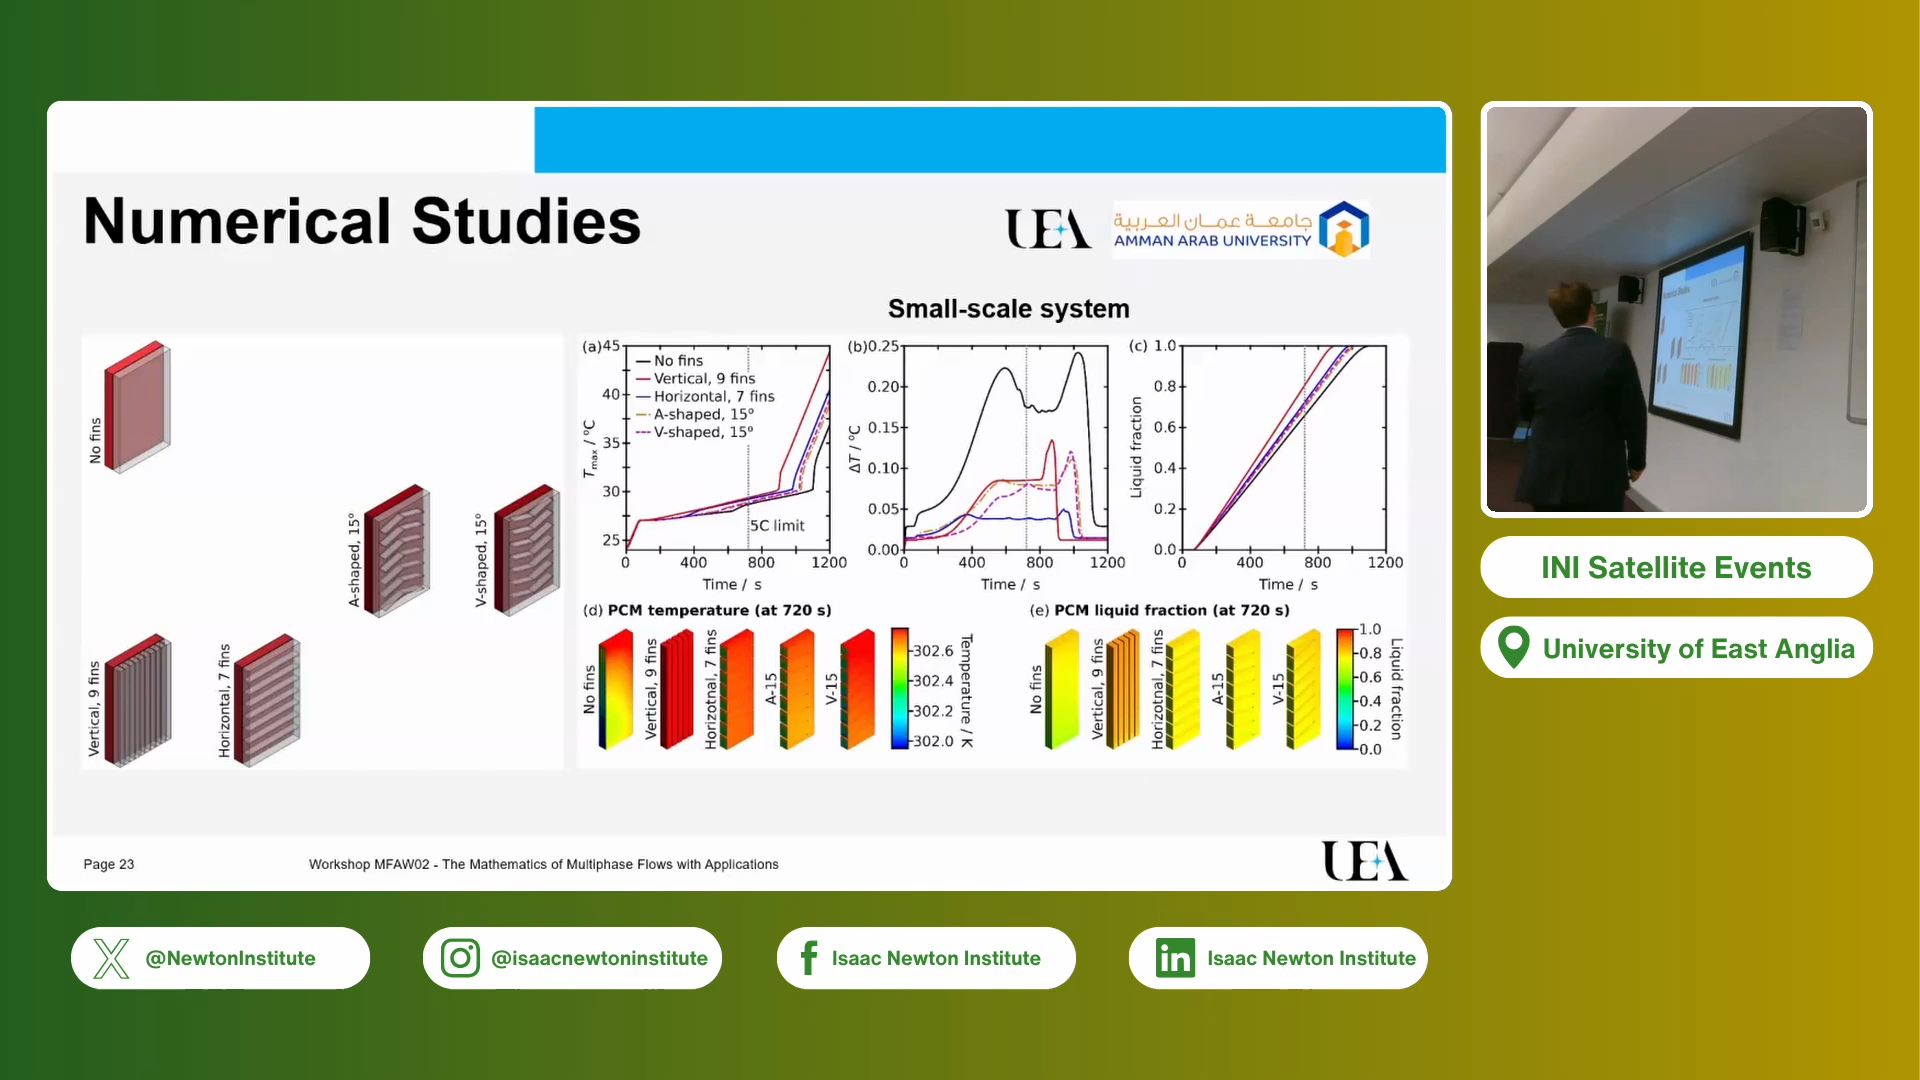 Numerical Studies
UEA
جامعة عمان العربية
AMMAN ARAB UNIVERSITY
Small-scale system
No fins
A-shaped, 15°
V-shaped, 15°
Vertical, 9 fins
Horizontal, 7 fins
(a)
45
40
35
30
25
T max / °C
No fins
Vertical, 9 fins
Horizontal, 7 fins
A-shaped, 15°
V-shaped, 15°
5C limit
0 400 800 1200
Time / s
(b)
0.25
0.20
0.15
0.10
0.05
0.00
ΔT / °C
0 400 800 1200
Time / s
(c)
1.0
0.8
0.6
0.4
0.2
0.0
Liquid fraction
0 400 800 1200
Time / s
(d) PCM temperature (at 720 s)
No fins
Vertical, 9 fins
Horizotnal, 7 fins
A-15
V-15
302.6
302.4
302.2
302.0
Temperature / K
(e) PCM liquid fraction (at 720 s)
No fins
Vertical, 9 fins
Horizotnal, 7 fins
A-15
V-15
1.0
0.8
0.6
0.4
0.2
0.0
Liquid fraction
Page 23
Workshop MFAW02 - The Mathematics of Multiphase Flows with Applications
UEA
INI Satellite Events
University of East Anglia
@NewtonInstitute
@isaacnewtoninstitute
Isaac Newton Institute
Isaac Newton Institute